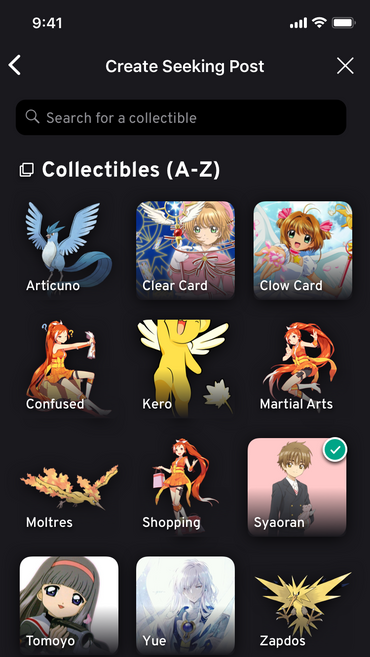 9:41
Create Seeking Post
Search for a collectible
Collectibles (A-Z)
Articuno
Clear Card
Clow Card
Confused
Kero
Martial Arts
Moltres
Shopping
Syaoran
Tomoyo
Yue
Zapdos